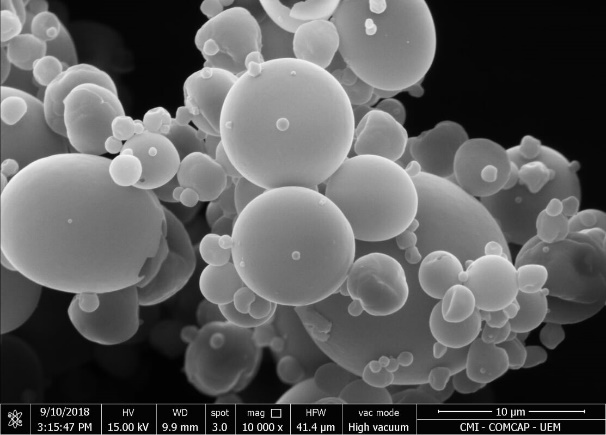 9/10/2018 HV WD spot mag HFW vac mode 10 µm
3:15:47 PM 15.00 kV 9.9 mm 3.0 10 000 x 41.4 µm High vacuum CMI - COMCAP - UEM